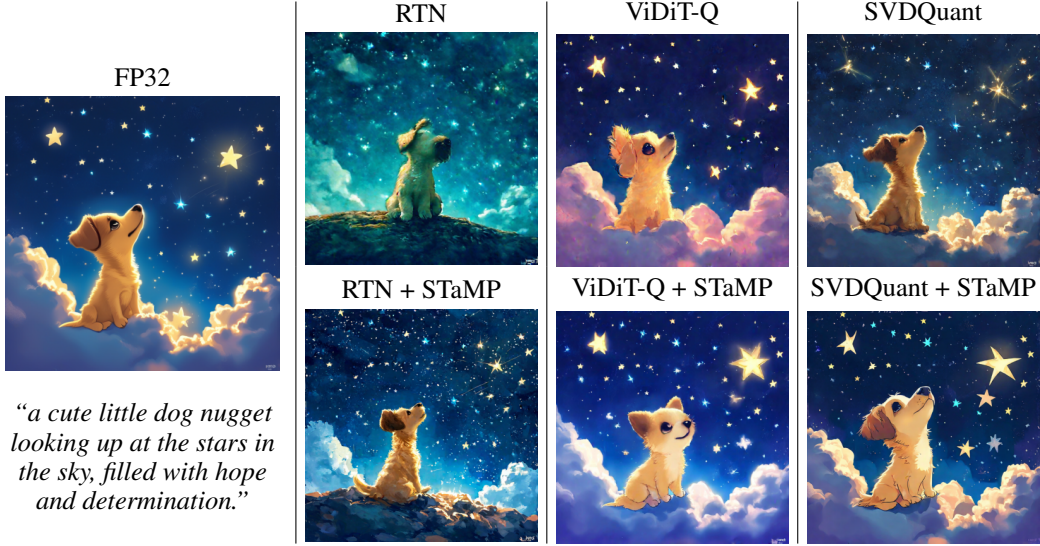 FP32
“a cute little dog nugget
looking up at the stars in
the sky, filled with hope
and determination.”
RTN
ViDiT-Q
SVDQuant
RTN + STaMP
ViDiT-Q + STaMP
SVDQuant + STaMP